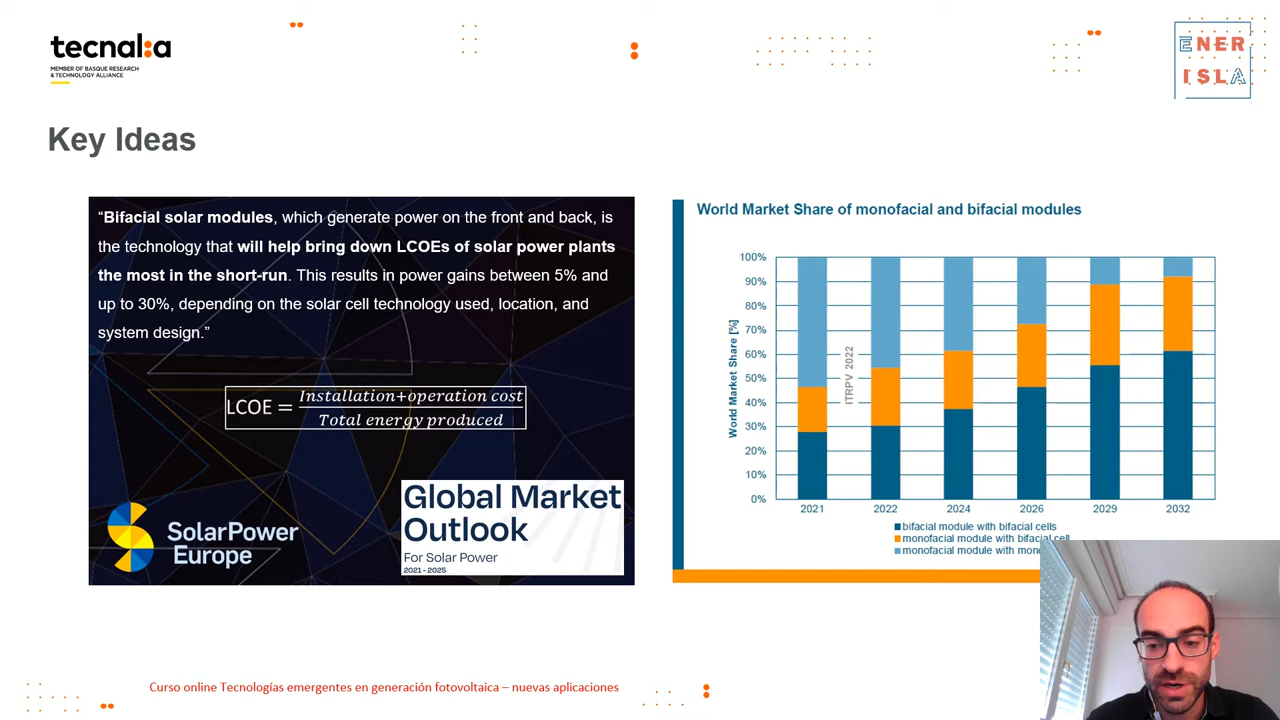 tecnalia
MEMBER OF BASQUE RESEARCH
& TECHNOLOGY ALLIANCE
ENER
ISLA
Key Ideas
“Bifacial solar modules, which generate power on the front and back, is
the technology that will help bring down LCOEs of solar power plants
the most in the short-run. This results in power gains between 5% and
up to 30%, depending on the solar cell technology used, location, and
system design.”
LCOE = Installation+operation cost
Total energy produced
SolarPower
Europe
Global Market
Outlook
For Solar Power
2021 - 2025
World Market Share of monofacial and bifacial modules
World Market Share [%]
100%
90%
80%
70%
60%
50%
40%
30%
20%
10%
0%
ITRPV 2022
2021 2022 2024 2026 2029 2032
bifacial module with bifacial cells
monofacial module with bifacial cell
monofacial module with
Curso online Tecnologías emergentes en generación fotovoltaica – nuevas aplicaciones